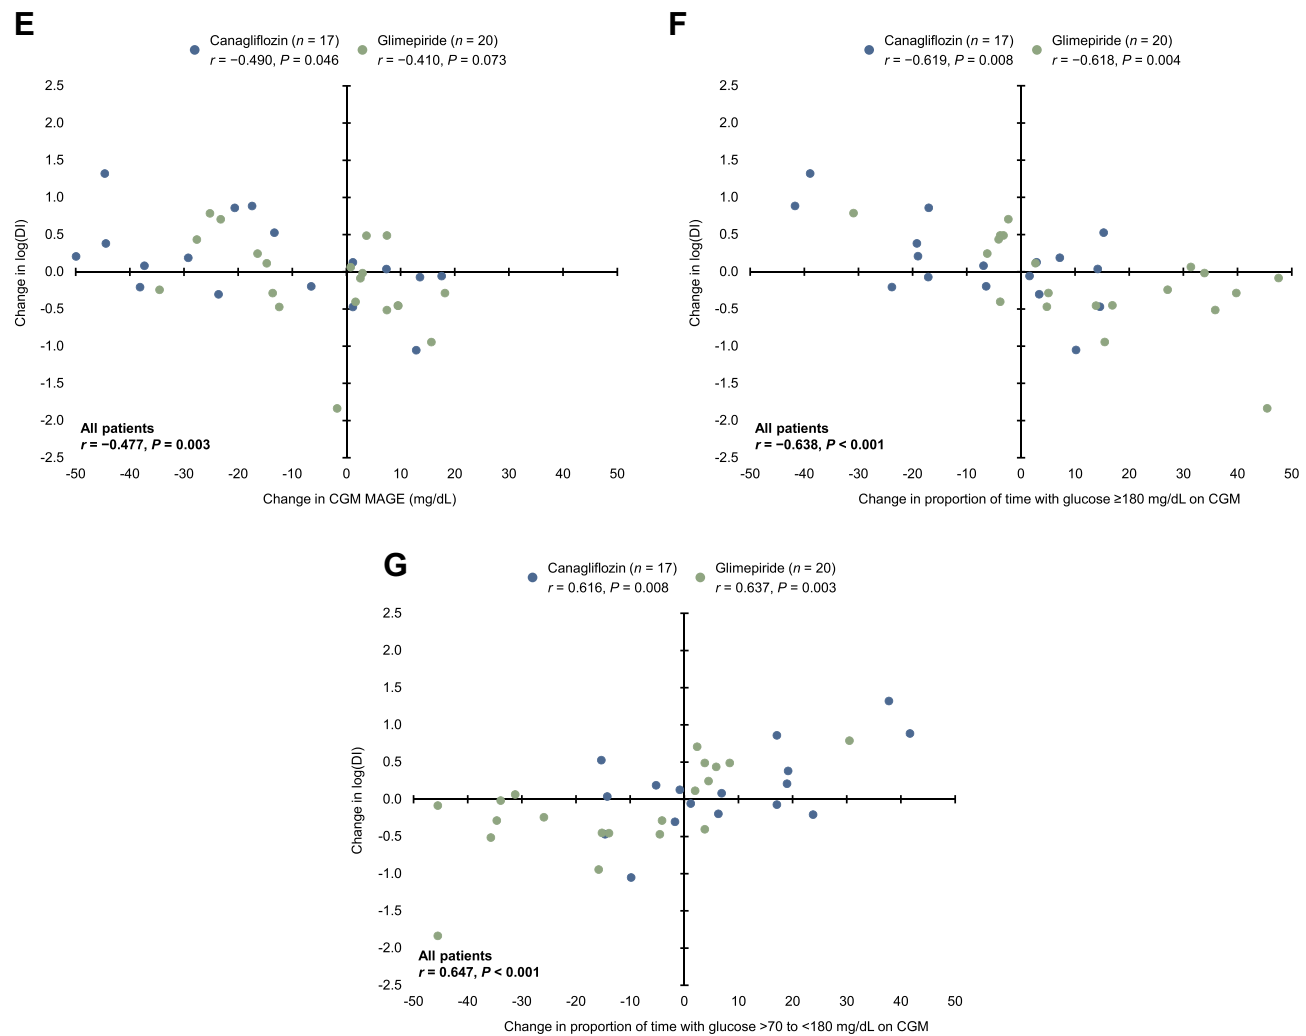 E
Canagliflozin (n = 17)
r = −0.490, P = 0.046
Glimepiride (n = 20)
r = −0.410, P = 0.073
2.5
2.0
1.5
1.0
0.5
0.0
-0.5
-1.0
-1.5
-2.0
-2.5
Change in log(DI)
All patients
r = −0.477, P = 0.003
-50 -40 -30 -20 -10 0 10 20 30 40 50
Change in CGM MAGE (mg/dL)
F
Canagliflozin (n = 17)
r = −0.619, P = 0.008
Glimepiride (n = 20)
r = −0.618, P = 0.004
2.5
2.0
1.5
1.0
0.5
0.0
-0.5
-1.0
-1.5
-2.0
-2.5
Change in log(DI)
All patients
r = −0.638, P < 0.001
-50 -40 -30 -20 -10 0 10 20 30 40 50
Change in proportion of time with glucose ≥180 mg/dL on CGM
G
Canagliflozin (n = 17)
r = 0.616, P = 0.008
Glimepiride (n = 20)
r = 0.637, P = 0.003
2.5
2.0
1.5
1.0
0.5
0.0
-0.5
-1.0
-1.5
-2.0
-2.5
Change in log(DI)
All patients
r = 0.647, P < 0.001
-50 -40 -30 -20 -10 0 10 20 30 40 50
Change in proportion of time with glucose >70 to <180 mg/dL on CGM